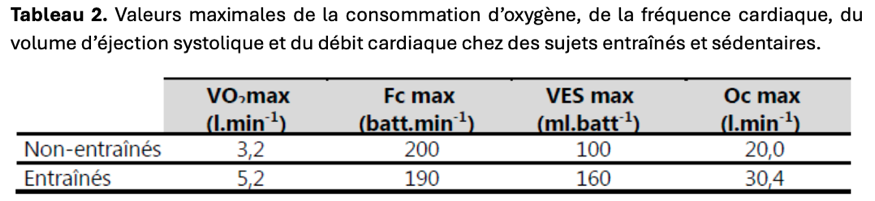 Tableau 2. Valeurs maximales de la consommation d’oxygène, de la fréquence cardiaque, du
volume d’éjection systolique et du débit cardiaque chez des sujets entraînés et sédentaires.
VO₂max Fc max VES max Qc max
(l.min⁻¹) (batt.min⁻¹) (ml.batt⁻¹) (l.min⁻¹)
Non-entraînés 3,2 200 100 20,0
Entraînés 5,2 190 160 30,4